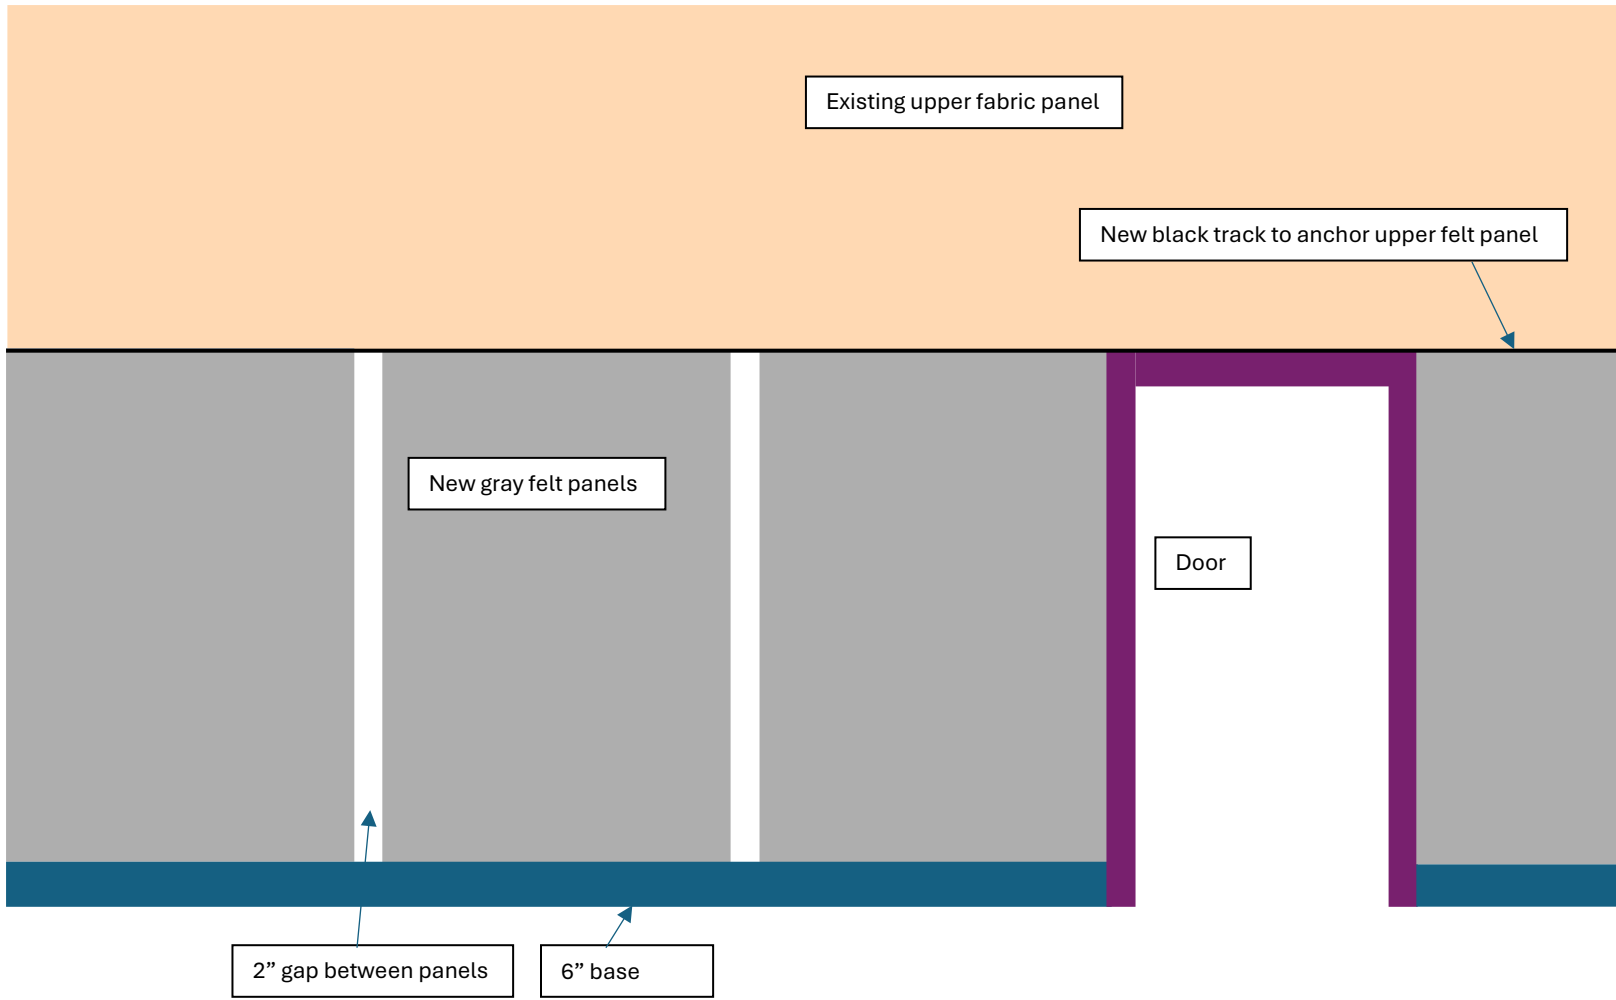 Existing upper fabric panel
New black track to anchor upper felt panel
New gray felt panels
Door
2” gap between panels
6” base